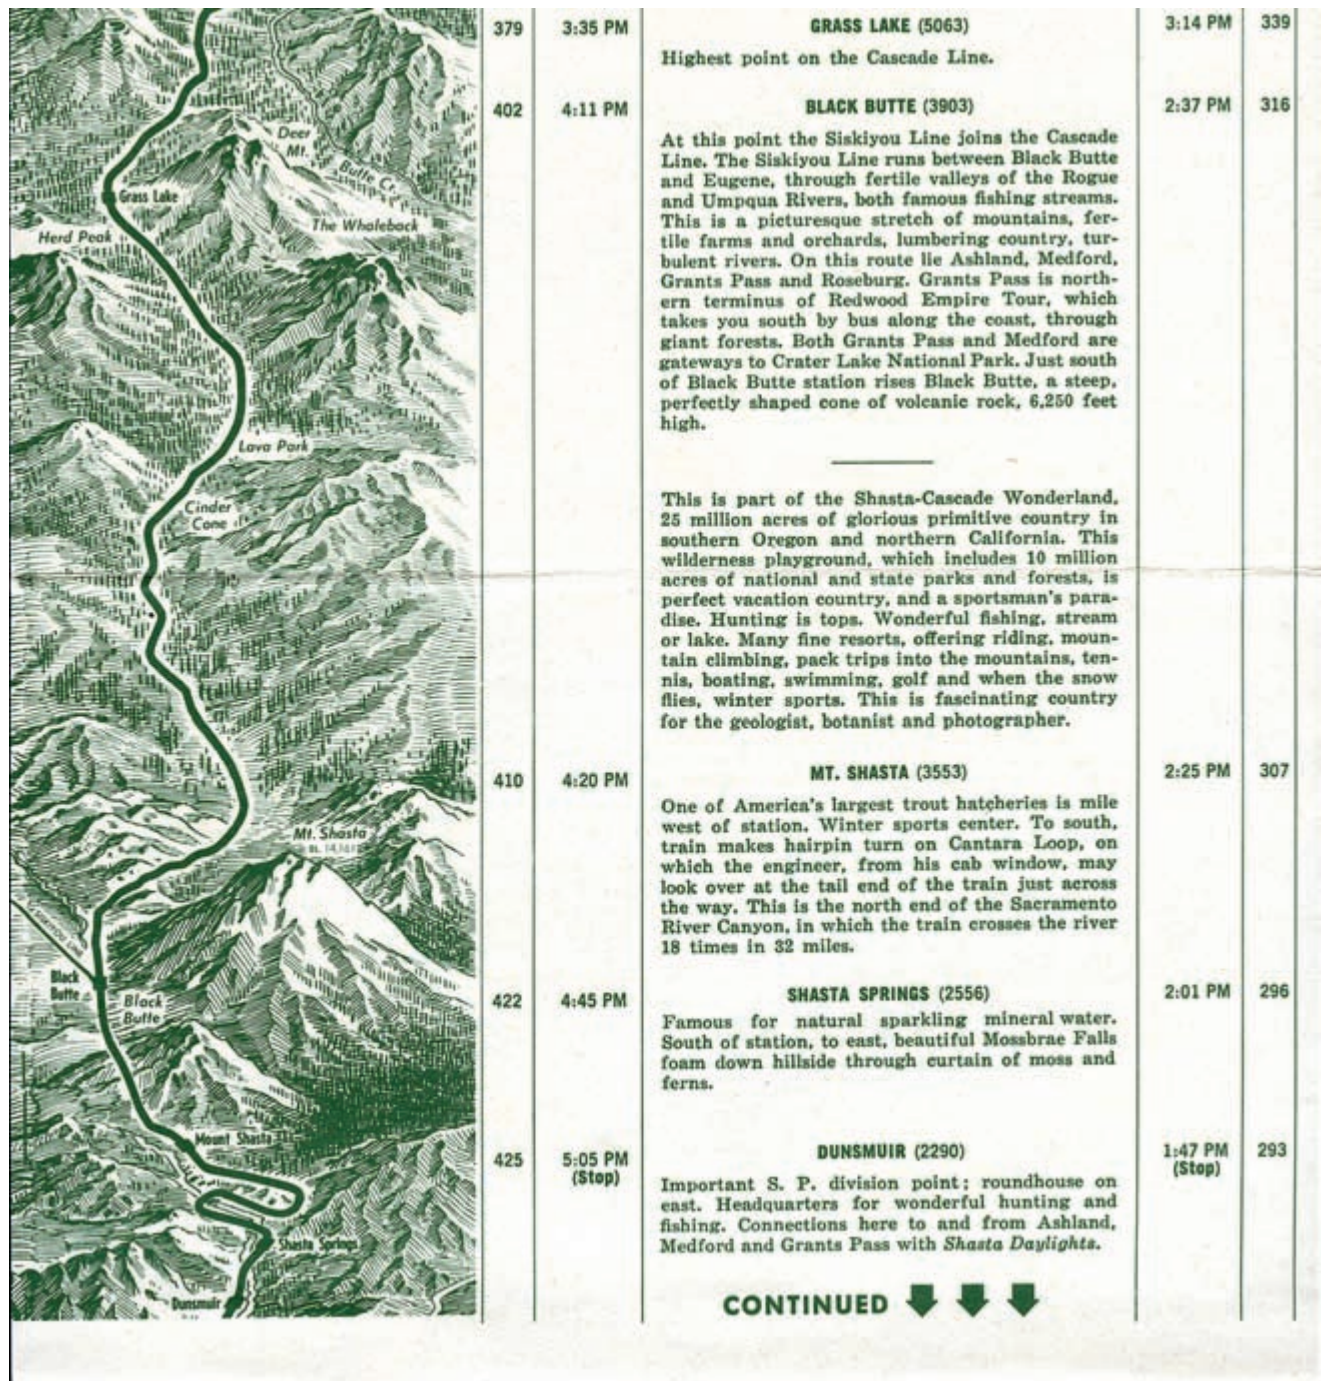 379 3:35 PM GRASS LAKE (5063) 3:14 PM 339
Highest point on the Cascade Line.
402 4:11 PM BLACK BUTTE (3903) 2:37 PM 316
At this point the Siskiyou Line joins the Cascade
Line. The Siskiyou Line runs between Black Butte
and Eugene, through fertile valleys of the Rogue
and Umpqua Rivers, both famous fishing streams.
This is a picturesque stretch of mountains, fer-
tile farms and orchards, lumbering country, tur-
bulent rivers. On this route lie Ashland, Medford,
Grants Pass and Roseburg. Grants Pass is north-
ern terminus of Redwood Empire Tour, which
takes you south by bus along the coast, through
giant forests. Both Grants Pass and Medford are
gateways to Crater Lake National Park. Just south
of Black Butte station rises Black Butte, a steep,
perfectly shaped cone of volcanic rock, 6,250 feet
high.
This is part of the Shasta-Cascade Wonderland,
25 million acres of glorious primitive country in
southern Oregon and northern California. This
wilderness playground, which includes 10 million
acres of national and state parks and forests, is
perfect vacation country, and a sportsman's para-
dise. Hunting is tops. Wonderful fishing, stream
or lake. Many fine resorts, offering riding, moun-
tain climbing, pack trips into the mountains, ten-
nis, boating, swimming, golf and when the snow
flies, winter sports. This is fascinating country
for the geologist, botanist and photographer.
410 4:20 PM MT. SHASTA (3553) 2:25 PM 307
One of America's largest trout hatcheries is mile
west of station. Winter sports center. To south,
train makes hairpin turn on Cantara Loop, on
which the engineer, from his cab window, may
look over at the tail end of the train just across
the way. This is the north end of the Sacramento
River Canyon, in which the train crosses the river
18 times in 32 miles.
422 4:45 PM SHASTA SPRINGS (2556) 2:01 PM 296
Famous for natural sparkling mineral water.
South of station, to east, beautiful Mossbrae Falls
foam down hillside through curtain of moss and
ferns.
425 5:05 PM DUNSMUIR (2290) 1:47 PM 293
(Stop) (Stop)
Important S. P. division point; roundhouse on
east. Headquarters for wonderful hunting and
fishing. Connections here to and from Ashland,
Medford and Grants Pass with Shasta Daylights.
CONTINUED
Deer
Mt.
Butte Cr.
Grass Lake
The Whaleback
Herd Peak
Lava Park
Cinder
Cone
Mt. Shasta
Black
Butte
Black
Butte
Mount Shasta
Shasta Springs
Dunsmuir